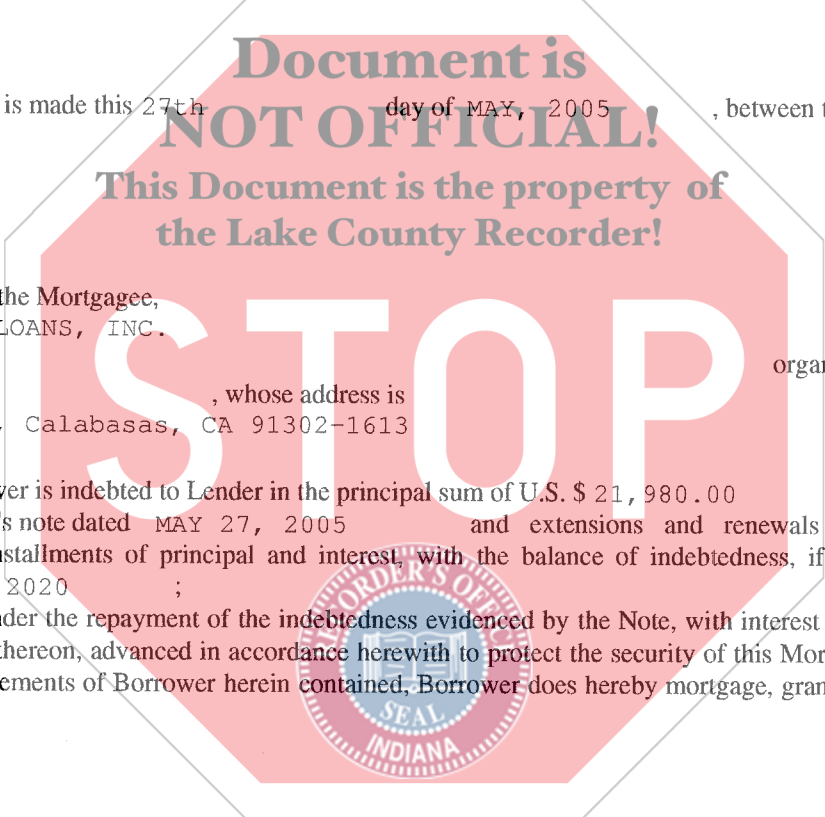 Document is
is made this 27th day of MAY, 2005 , between t
NOT OFFICIAL!
This Document is the property of
the Lake County Recorder!
the Mortgagee,
LOANS, INC.
STOP
organ
, whose address is
, Calabasas, CA 91302-1613
ver is indebted to Lender in the principal sum of U.S. $ 21,980.00
's note dated MAY 27, 2005 and extensions and renewals
nstallments of principal and interest, with the balance of indebtedness, if
2020 ;
nder the repayment of the indebtedness evidenced by the Note, with interest
thereon, advanced in accordance herewith to protect the security of this Mor
ements of Borrower herein contained, Borrower does hereby mortgage, gran
RECORDER'S OFFICE
SEAL
INDIANA